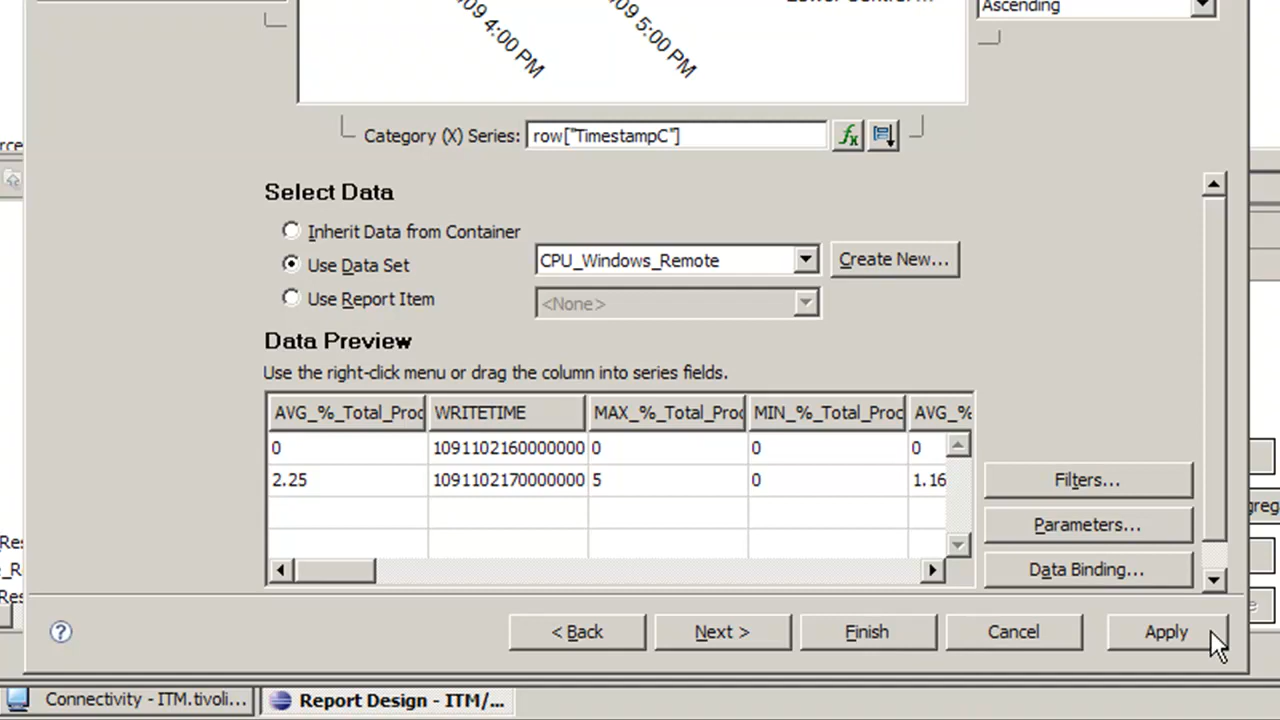 Ascending
09 4:00 PM
09 5:00 PM
Category (X) Series: row["TimestampC"]
Select Data
Inherit Data from Container
Use Data Set CPU_Windows_Remote Create New...
Use Report Item <None>
Data Preview
Use the right-click menu or drag the column into series fields.
AVG_%_Total_Proc WRITETIME MAX_%_Total_Proc MIN_%_Total_Proc AVG_%
0 1091102160000000 0 0 0
2.25 1091102170000000 5 0 1.16
Filters...
Parameters...
Data Binding...
< Back Next > Finish Cancel Apply
Connectivity - ITM.tivoli... Report Design - ITM/...